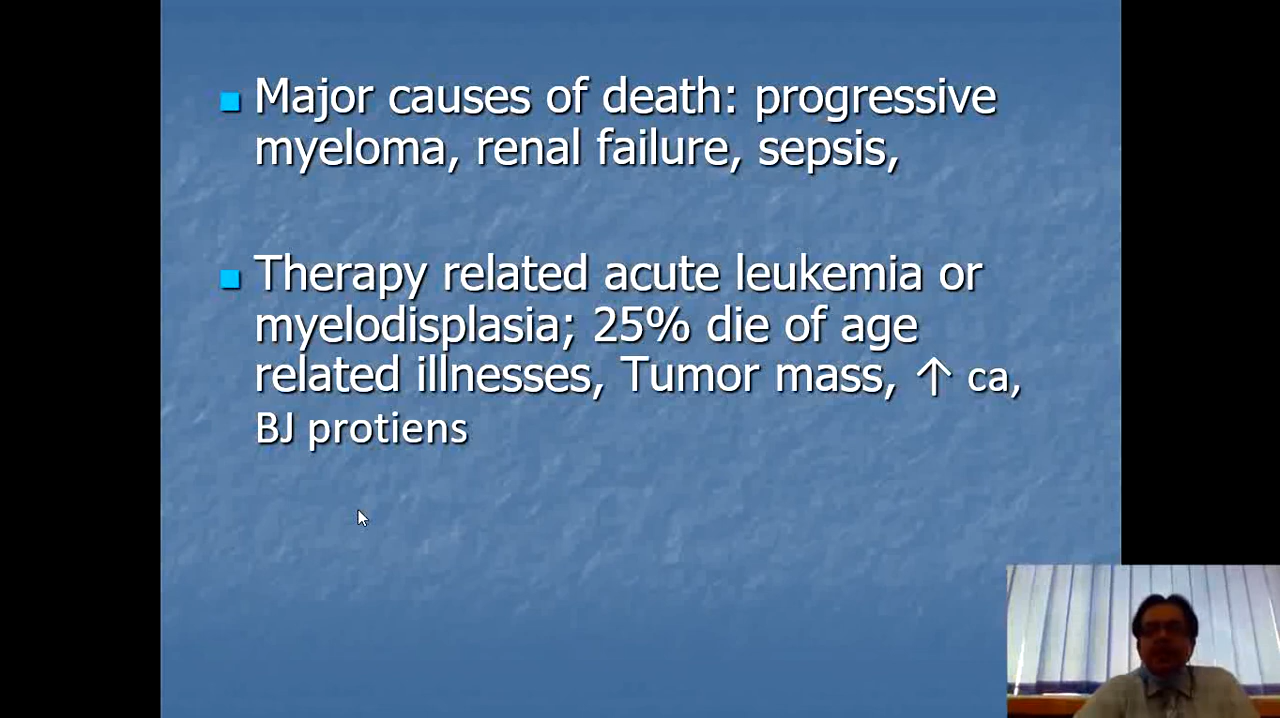 Major causes of death: progressive
myeloma, renal failure, sepsis,
Therapy related acute leukemia or
myelodisplasia; 25% die of age
related illnesses, Tumor mass, ↑ ca,
BJ protiens